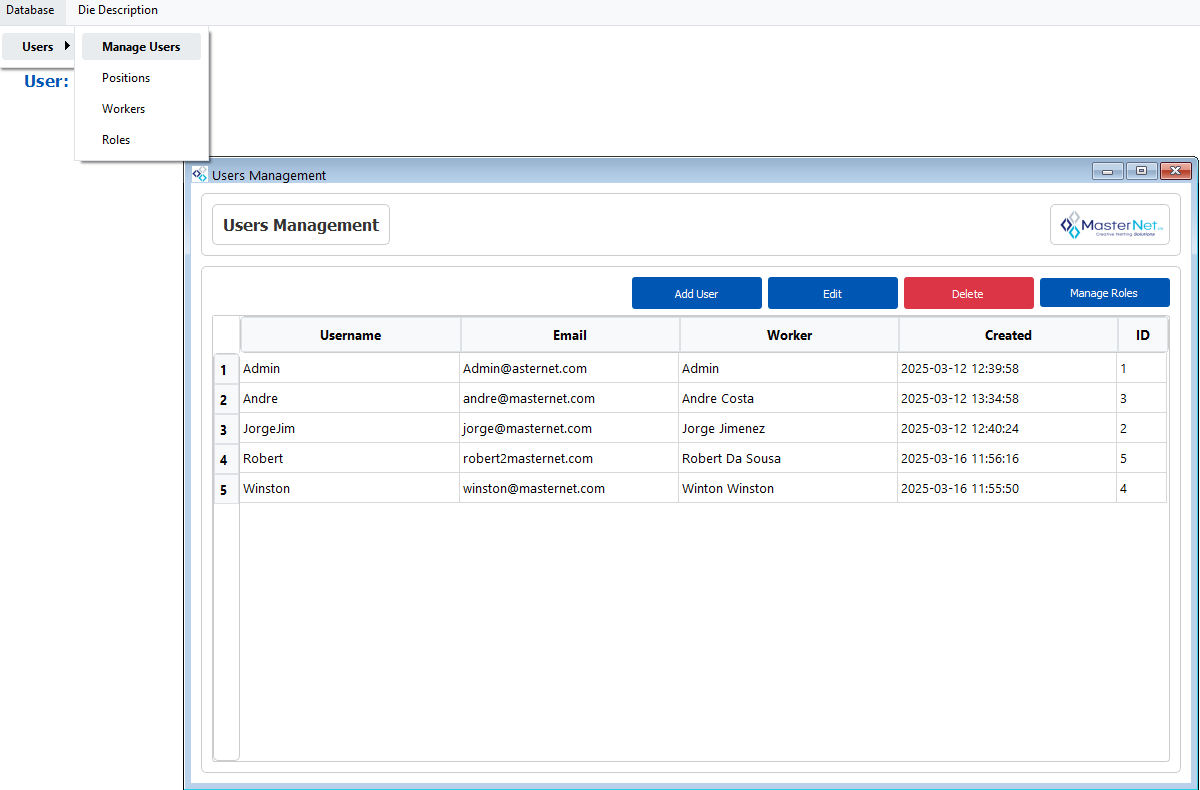 Database Die Description
Users Manage Users
Positions
User:
Workers
Roles
Users Management
Users Management
MasterNet
Creative Netting Solutions
Add User Edit Delete Manage Roles
Username Email Worker Created ID
1 Admin Admin@asternet.com Admin 2025-03-12 12:39:58 1
2 Andre andre@masternet.com Andre Costa 2025-03-12 13:34:58 3
3 JorgeJim jorge@masternet.com Jorge Jimenez 2025-03-12 12:40:24 2
4 Robert robert2masternet.com Robert Da Sousa 2025-03-16 11:56:16 5
5 Winston winston@masternet.com Winton Winston 2025-03-16 11:55:50 4